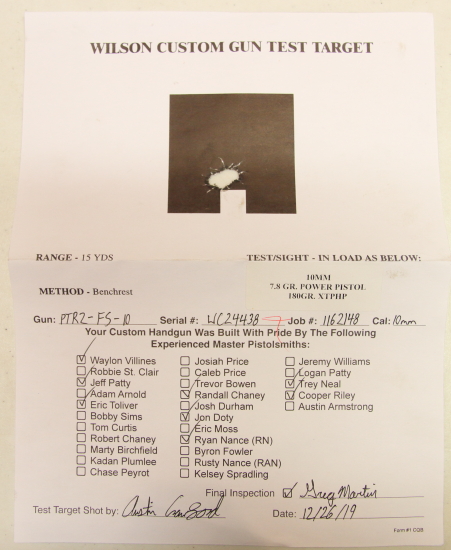 WILSON CUSTOM GUN TEST TARGET
RANGE - 15 YDS
TEST/SIGHT - IN LOAD AS BELOW:
10MM
7.8 GR. POWER PISTOL
180GR. XTPHP
METHOD - Benchrest
Gun: PTR2-FS-10 Serial #: WC24438 Job #: 1162148 Cal: 10mm
Your Custom Handgun Was Built With Pride By The Following
Experienced Master Pistolsmiths:
Waylon Villines Josiah Price Jeremy Williams
Robbie St. Clair Caleb Price Logan Patty
Jeff Patty Trevor Bowen Trey Neal
Adam Arnold Randall Chaney Cooper Riley
Eric Toliver Josh Durham Austin Armstrong
Bobby Sims Jon Doty
Tom Curtis Eric Moss
Robert Chaney Ryan Nance (RN)
Marty Birchfield Byron Fowler
Kadan Plumlee Rusty Nance (RAN)
Chase Peyrot Kelsey Spradling
Final Inspection Greg Martin
Test Target Shot by: Austin Date: 12/26/19
Form #1 CQB